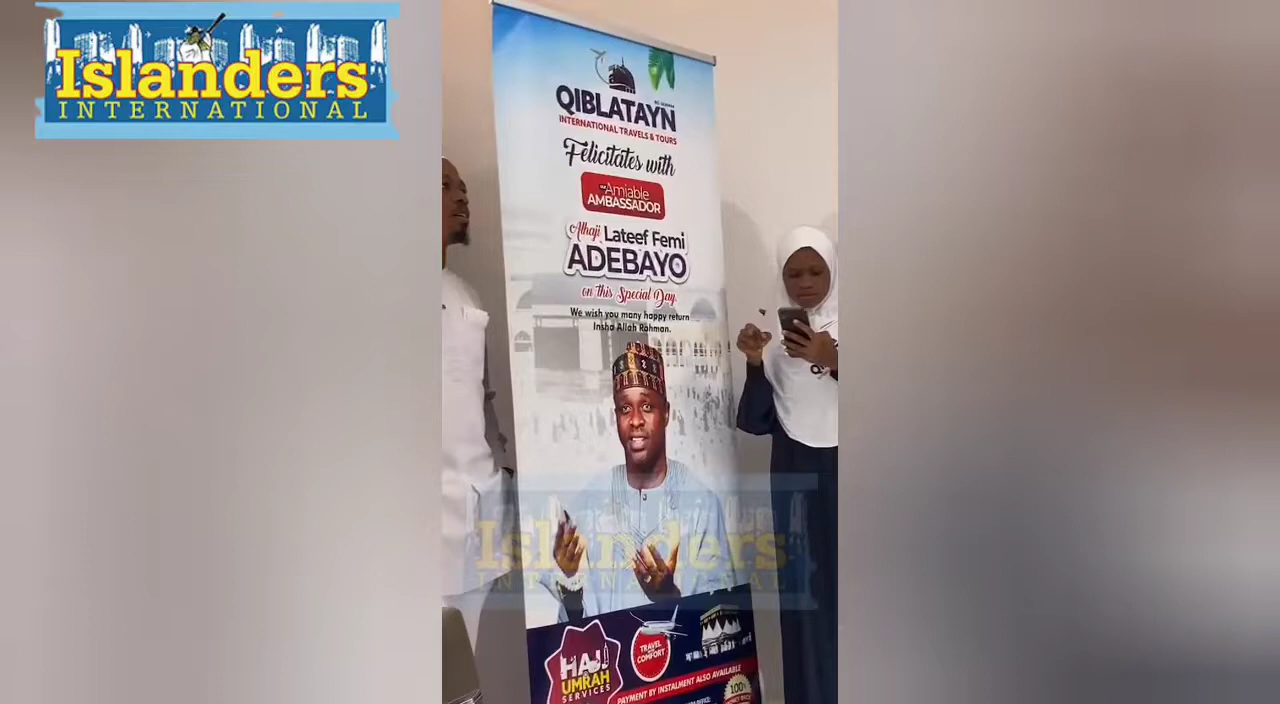 Islanders
INTERNATIONAL
QIBLATAYN
INTERNATIONAL TRAVELS & TOURS
Felicitates with
Amiable
AMBASSADOR
Alhaji Lateef Femi
ADEBAYO
on this Special Day.
We wish you many happy return
Insha Allah Rahman.
Islanders
INTERNATIONAL
HAJJ
UMRAH
SERVICES
TRAVEL
COMFORT
PAYMENT BY INSTALMENT ALSO AVAILABLE
100%